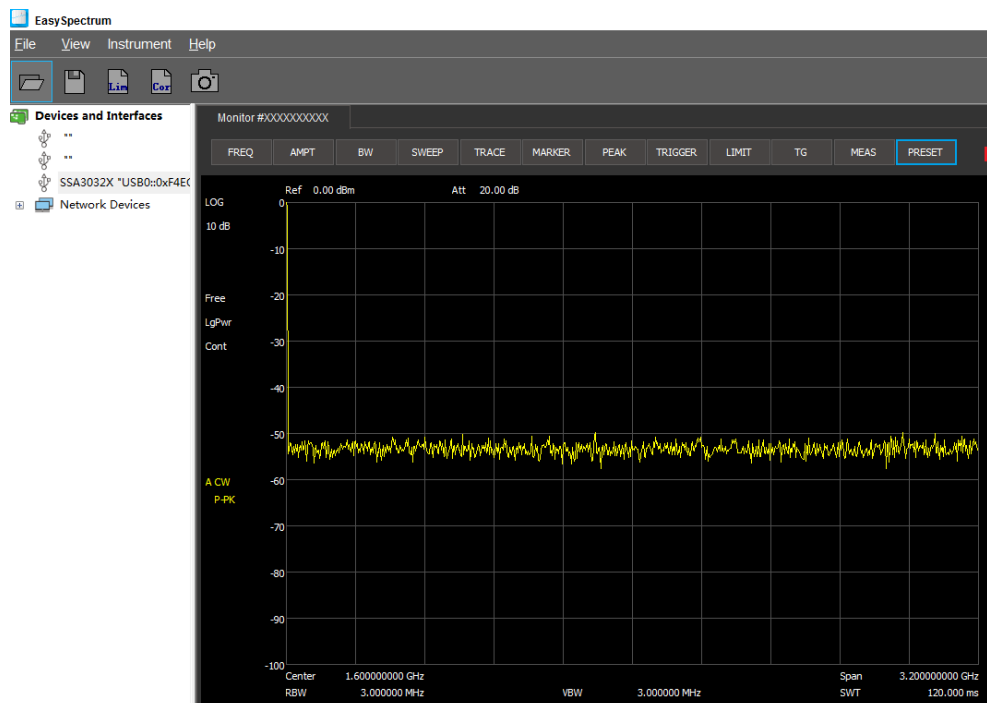 EasySpectrum
File View Instrument Help
Lim Cor
Devices and Interfaces
""
""
SSA3032X "USB0::0xF4E
Network Devices
Monitor #XXXXXXXXXX
FREQ AMPT BW SWEEP TRACE MARKER PEAK TRIGGER LIMIT TG MEAS PRESET
Ref 0.00 dBm Att 20.00 dB
LOG
10 dB
Free
LgPwr
Cont
A CW
P-PK
0
-10
-20
-30
-40
-50
-60
-70
-80
-90
-100
Center 1.600000000 GHz Span 3.200000000 GHz
RBW 3.000000 MHz VBW 3.000000 MHz SWT 120.000 ms